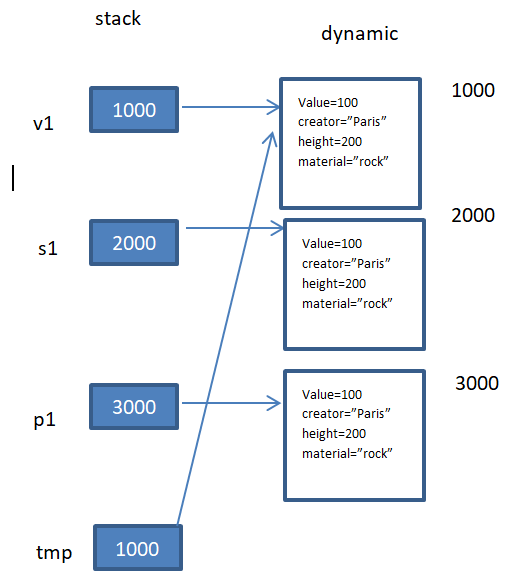 stack
dynamic
v1
1000
Value=100
creator=”Paris”
height=200
material=”rock”
1000
s1
2000
Value=100
creator=”Paris”
height=200
material=”rock”
2000
p1
3000
Value=100
creator=”Paris”
height=200
material=”rock”
3000
tmp
1000